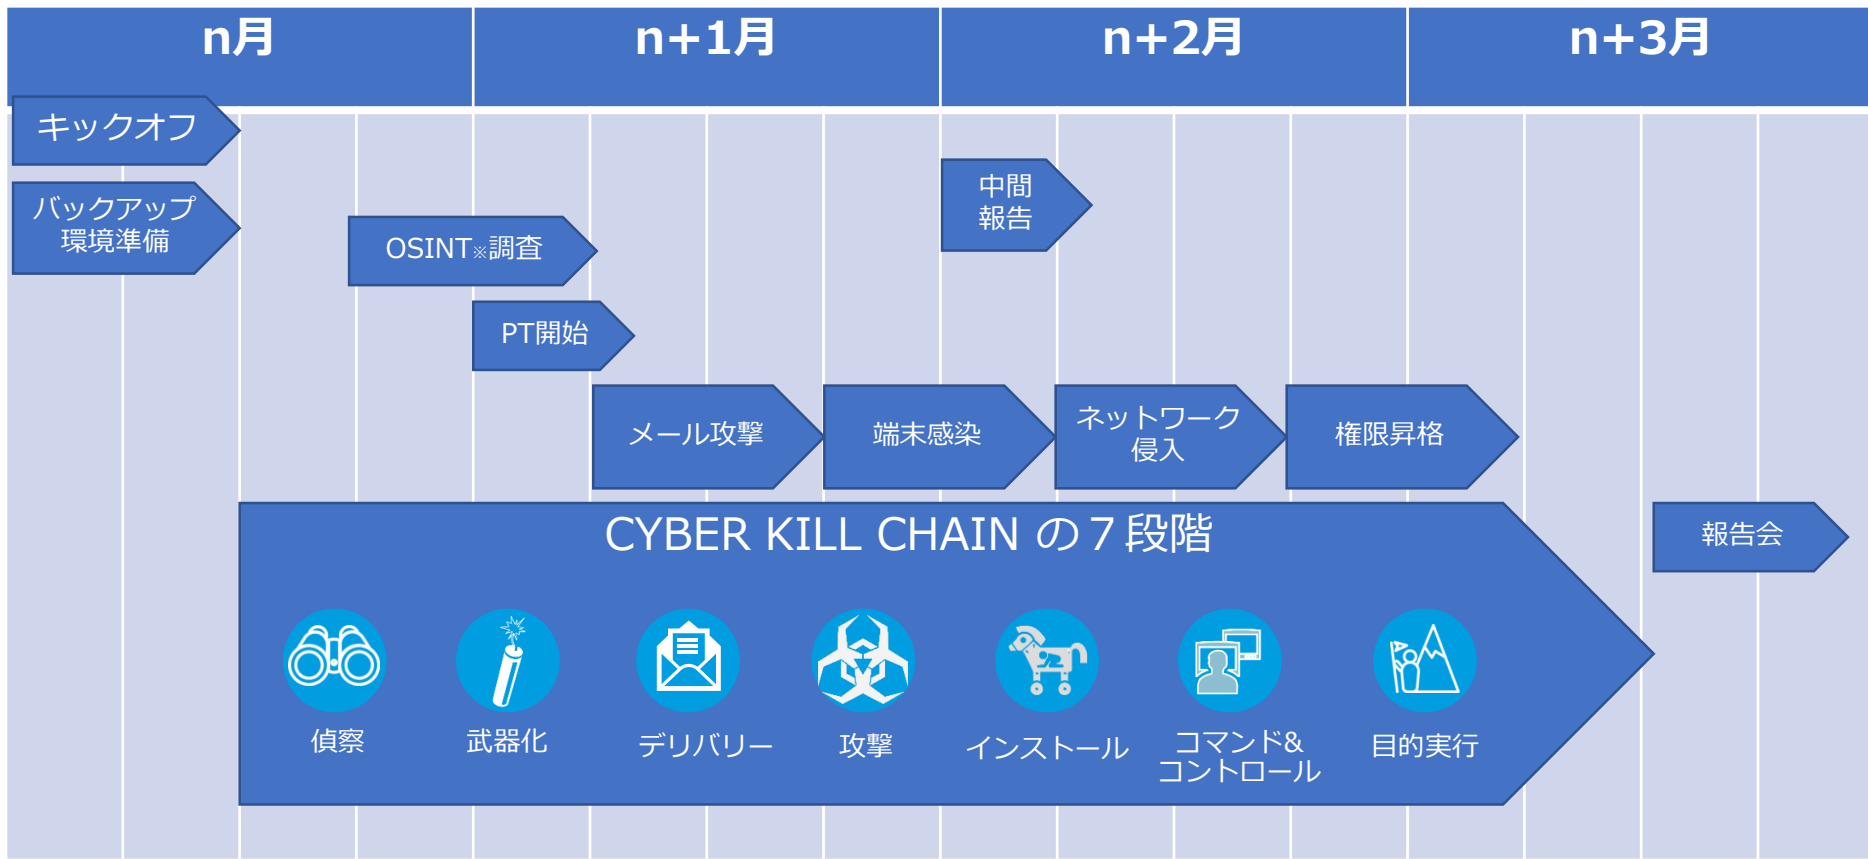 n月
n+1月
n+2月
n+3月
キックオフ
バックアップ
環境準備
OSINT※調査
PT開始
中間
報告
メール攻撃
端末感染
ネットワーク
侵入
権限昇格
CYBER KILL CHAIN の７段階
報告会
偵察
武器化
デリバリー
攻撃
インストール
コマンド&
コントロール
目的実行